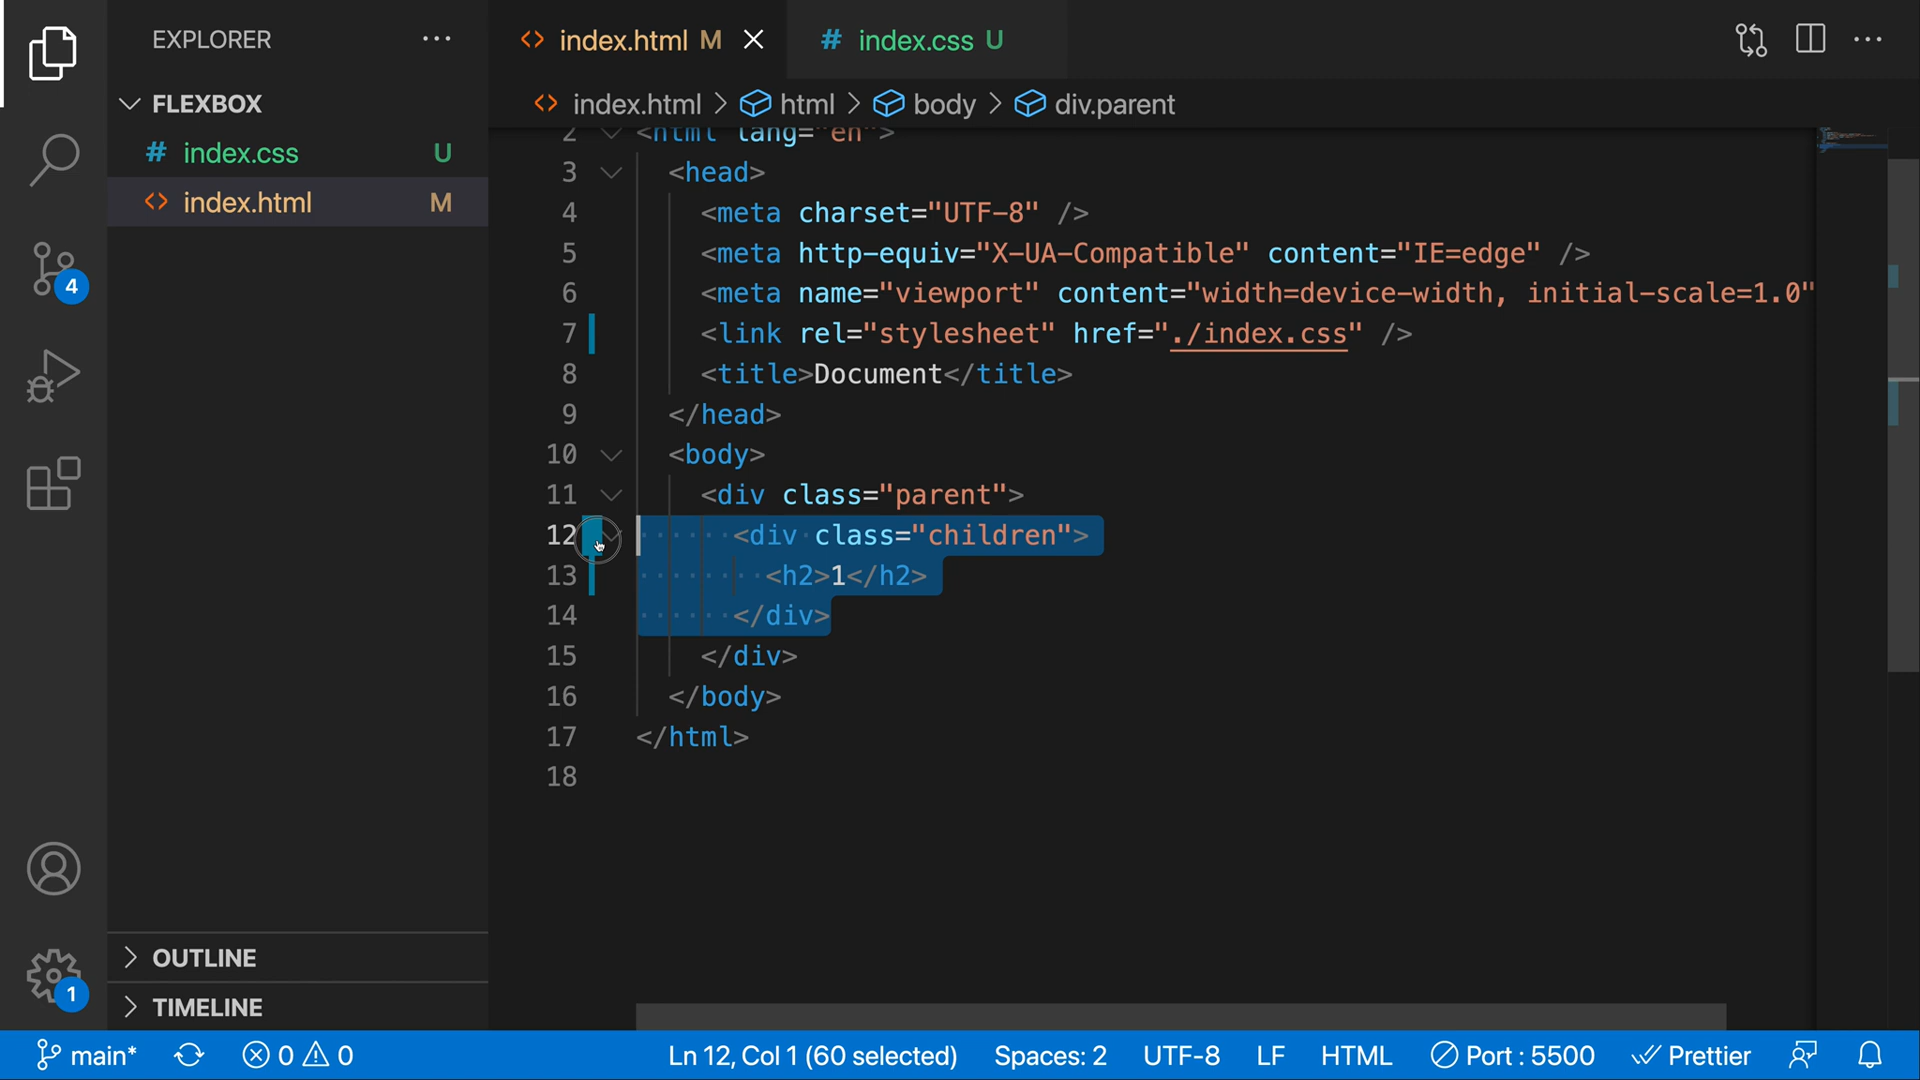 EXPLORER ...
FLEXBOX
# index.css U
<> index.html M
OUTLINE
TIMELINE
<> index.html M
# index.css U
<> index.html > html > body > div.parent
2 <html lang="en">
3 <head>
4 <meta charset="UTF-8" />
5 <meta http-equiv="X-UA-Compatible" content="IE=edge" />
6 <meta name="viewport" content="width=device-width, initial-scale=1.0"
7 <link rel="stylesheet" href="./index.css" />
8 <title>Document</title>
9 </head>
10 <body>
11 <div class="parent">
12 <div class="children">
13 <h2>1</h2>
14 </div>
15 </div>
16 </body>
17 </html>
18
4
1
main* 0 0 Ln 12, Col 1 (60 selected) Spaces: 2 UTF-8 LF HTML Port : 5500 Prettier